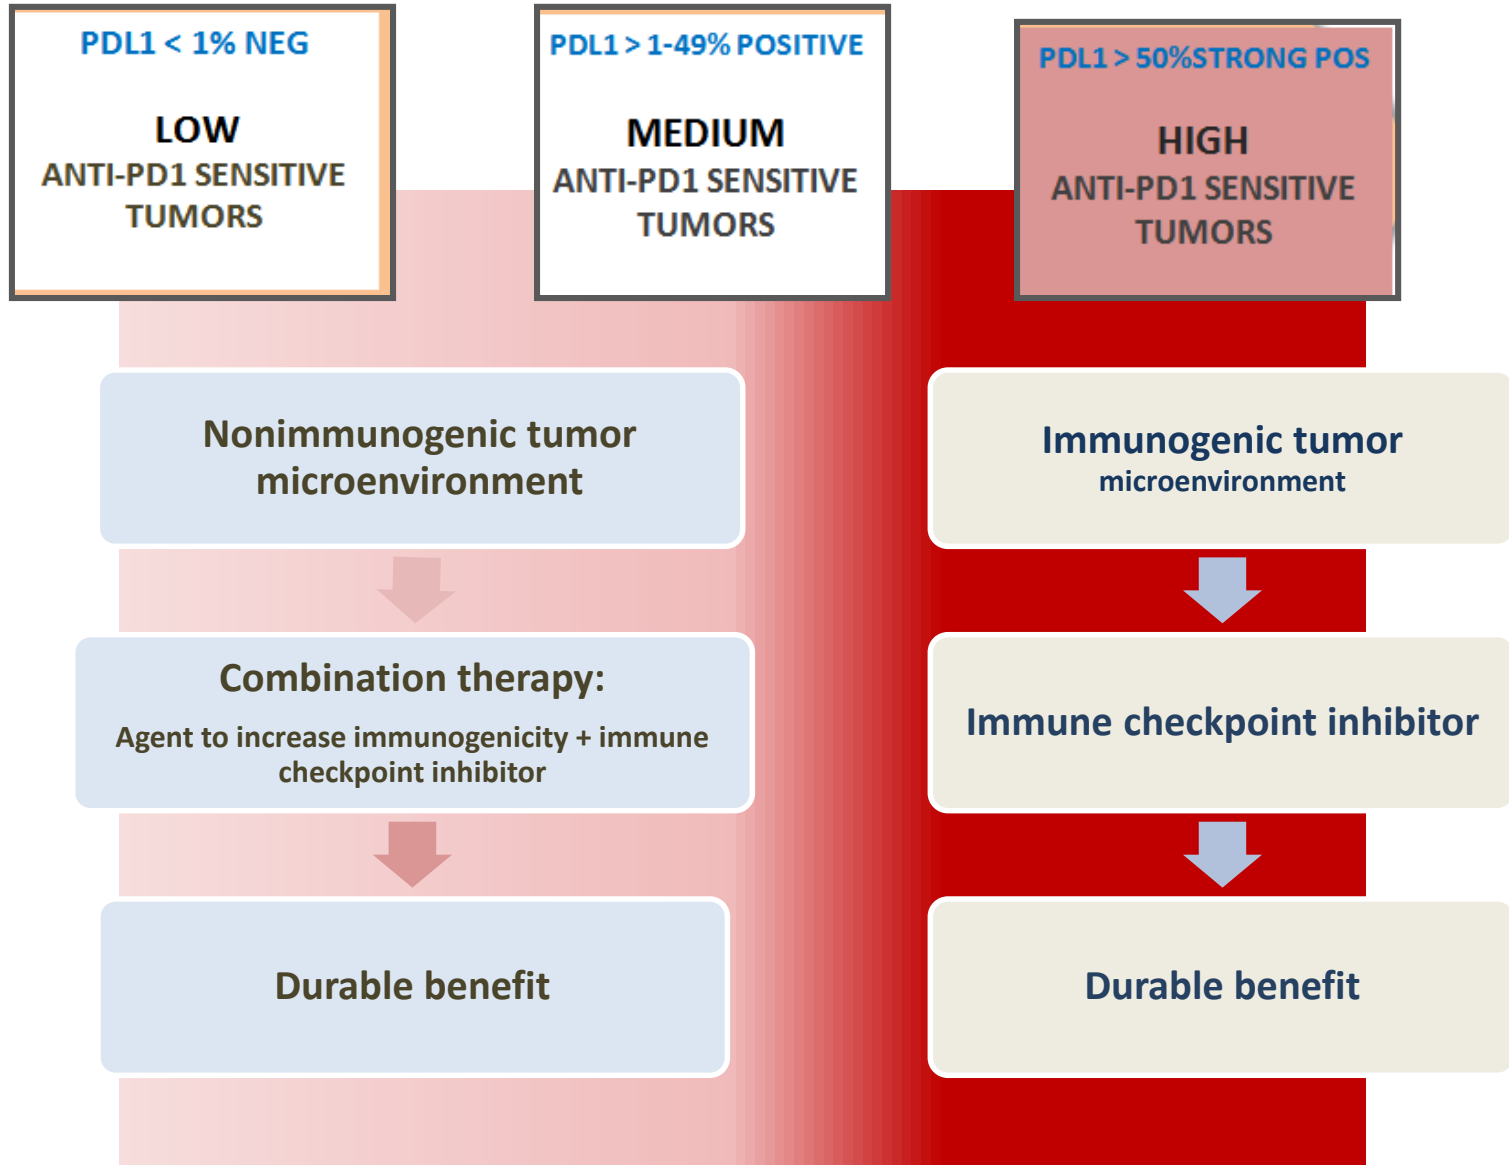 PDL1 < 1% NEG
LOW
ANTI-PD1 SENSITIVE
TUMORS
PDL1 > 1-49% POSITIVE
MEDIUM
ANTI-PD1 SENSITIVE
TUMORS
PDL1 > 50%STRONG POS
HIGH
ANTI-PD1 SENSITIVE
TUMORS
Nonimmunogenic tumor
microenvironment
Combination therapy:
Agent to increase immunogenicity + immune
checkpoint inhibitor
Durable benefit
Immunogenic tumor
microenvironment
Immune checkpoint inhibitor
Durable benefit